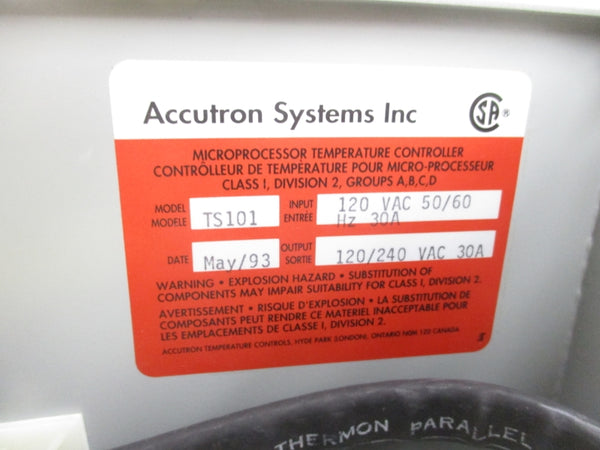 Accutron Systems Inc
CSA ®
MICROPROCESSOR TEMPERATURE CONTROLLER
CONTRÔLEUR DE TEMPÉRATURE POUR MICRO-PROCESSEUR
CLASS I, DIVISION 2, GROUPS A,B,C,D
MODEL
MODELE
TS101
INPUT
ENTRÉE
120 VAC 50/60
Hz 30A
DATE
May/93
OUTPUT
SORTIE
120/240 VAC 30A
WARNING • EXPLOSION HAZARD • SUBSTITUTION OF
COMPONENTS MAY IMPAIR SUITABILITY FOR CLASS I, DIVISION 2.
AVERTISSEMENT • RISQUE D'EXPLOSION • LA SUBSTITUTION DE
COMPOSANTS PEUT RENDRE CE MATERIEL INACCEPTABLE POUR
LES EMPLACEMENTS DE CLASSE I, DIVISION 2.
ACCUTRON TEMPERATURE CONTROLS, HYDE PARK (LONDON), ONTARIO N0M 1Z0 CANADA
THERMON PARALLEL